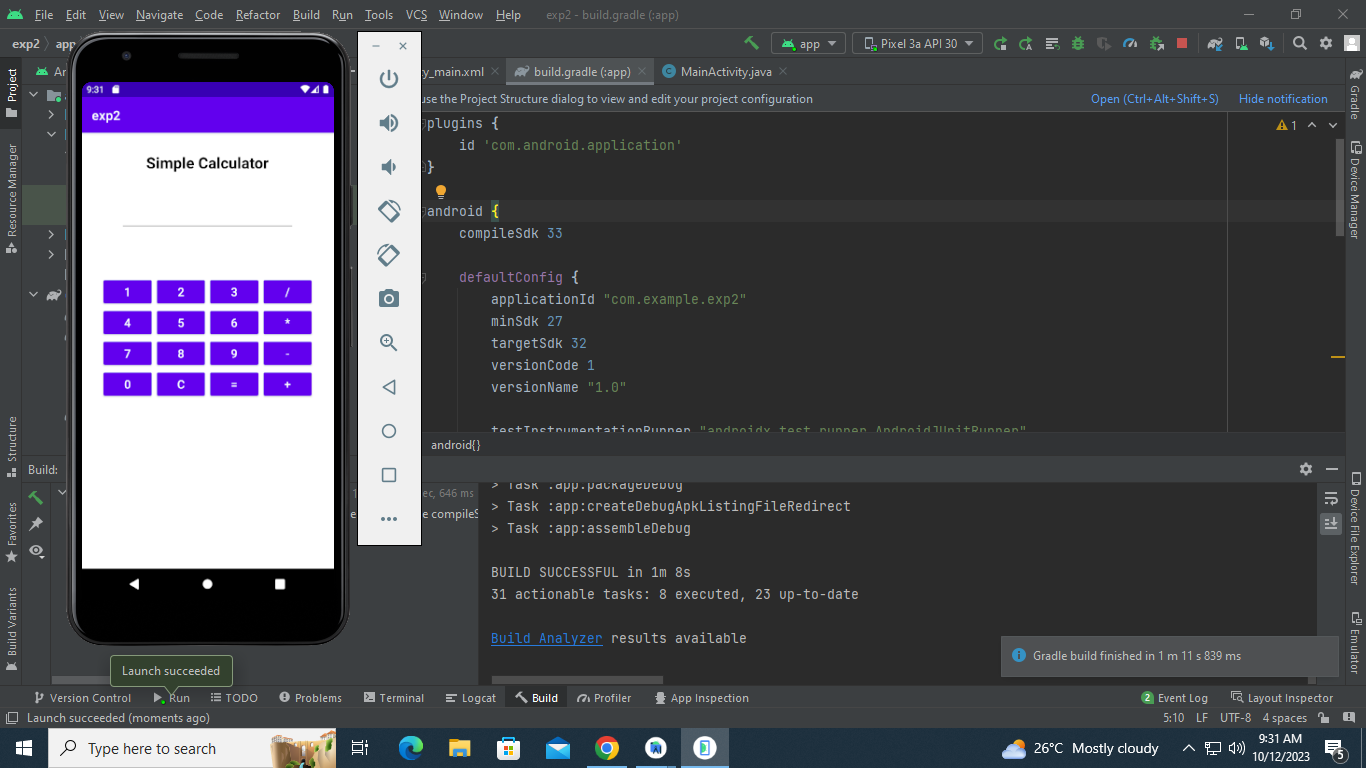 File Edit View Navigate Code Refactor Build Run Tools VCS Window Help exp2 - build.gradle (:app)
exp2 app
app Pixel 3a API 30
Project
Resource Manager
Structure
Favorites
Build Variants
y_main.xml build.gradle (:app) MainActivity.java
use the Project Structure dialog to view and edit your project configuration Open (Ctrl+Alt+Shift+S) Hide notification
9:31
exp2
Simple Calculator
1 2 3 /
4 5 6 *
7 8 9 -
0 C = +
plugins {
id 'com.android.application'
}
android {
compileSdk 33
defaultConfig {
applicationId "com.example.exp2"
minSdk 27
targetSdk 32
versionCode 1
versionName "1.0"
testInstrumentationRunner "androidx.test.runner.AndroidJUnitRunner"
android{}
1
Gradle
Device Manager
Device File Explorer
Emulator
Build:
ec, 646 ms
e compileS
> Task :app:packageDebug
> Task :app:createDebugApkListingFileRedirect
> Task :app:assembleDebug
BUILD SUCCESSFUL in 1m 8s
31 actionable tasks: 8 executed, 23 up-to-date
Build Analyzer results available
Gradle build finished in 1 m 11 s 839 ms
Launch succeeded
Version Control Run TODO Problems Terminal Logcat Build Profiler App Inspection 2 Event Log Layout Inspector
Launch succeeded (moments ago) 5:10 LF UTF-8 4 spaces
Type here to search 26°C Mostly cloudy 9:31 AM
10/12/2023 5